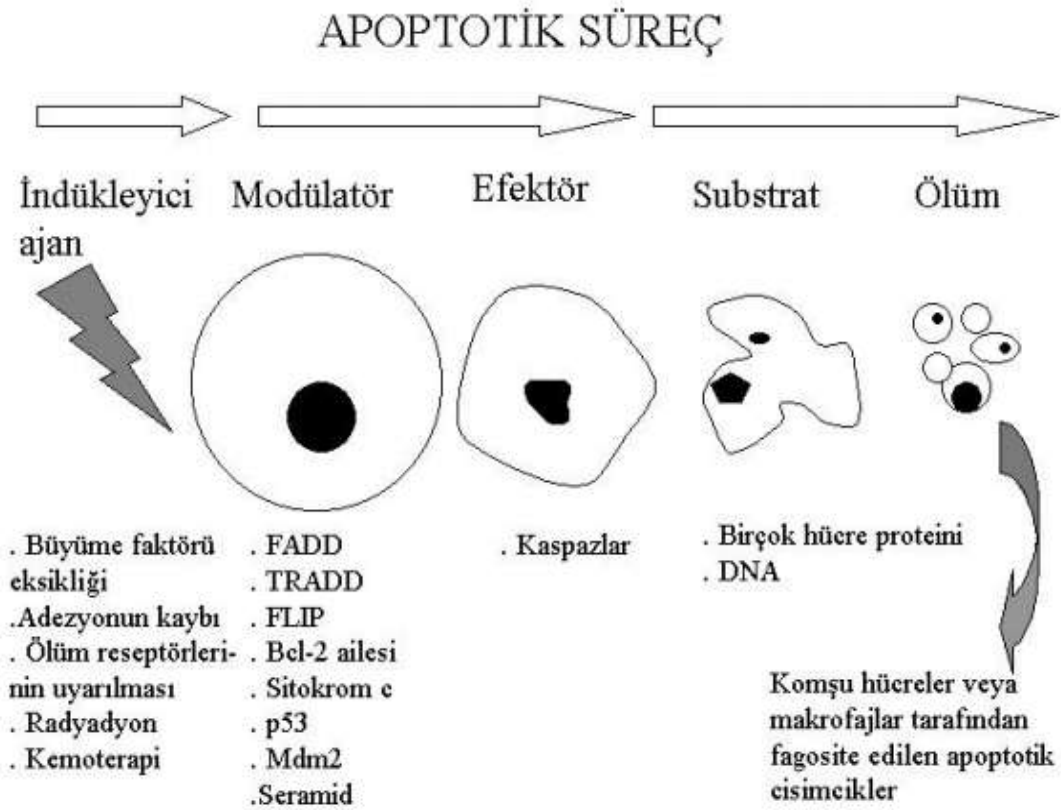 APOPTOTİK SÜREÇ
İndükleyici ajan
Modülatör
Efektör
Substrat
Ölüm
. Büyüme faktörü
eksikliği
.Adezyonun kaybı
. Ölüm reseptörleri-
nin uyarılması
. Radyadyon
. Kemoterapi
. FADD
. TRADD
. FLIP
. Bcl-2 ailesi
. Sitokrom c
. p53
. Mdm2
.Seramid
. Kaspazlar
. Birçok hücre proteini
. DNA
Komşu hücreler veya
makrofajlar tarafından
fagosite edilen apoptotik
cisimcikler